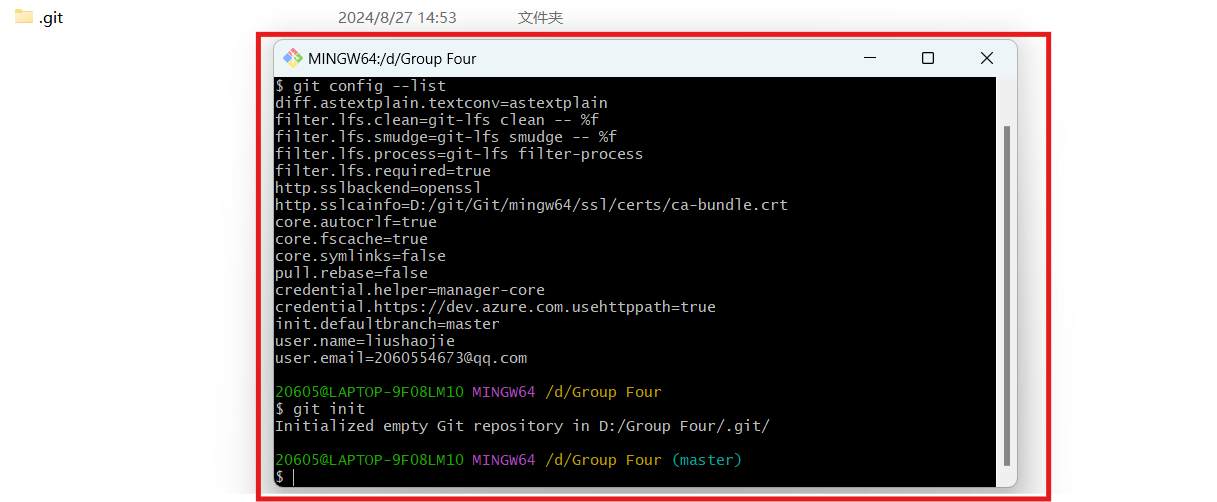 .git 2024/8/27 14:53 文件夹
MINGW64:/d/Group Four
$ git config --list
diff.astextplain.textconv=astextplain
filter.lfs.clean=git-lfs clean -- %f
filter.lfs.smudge=git-lfs smudge -- %f
filter.lfs.process=git-lfs filter-process
filter.lfs.required=true
http.sslbackend=openssl
http.sslcainfo=D:/git/Git/mingw64/ssl/certs/ca-bundle.crt
core.autocrlf=true
core.fscache=true
core.symlinks=false
pull.rebase=false
credential.helper=manager-core
credential.https://dev.azure.com.usehttppath=true
init.defaultbranch=master
user.name=liushaojie
user.email=2060554673@qq.com
20605@LAPTOP-9F08LM10 MINGW64 /d/Group Four
$ git init
Initialized empty Git repository in D:/Group Four/.git/
20605@LAPTOP-9F08LM10 MINGW64 /d/Group Four (master)
$